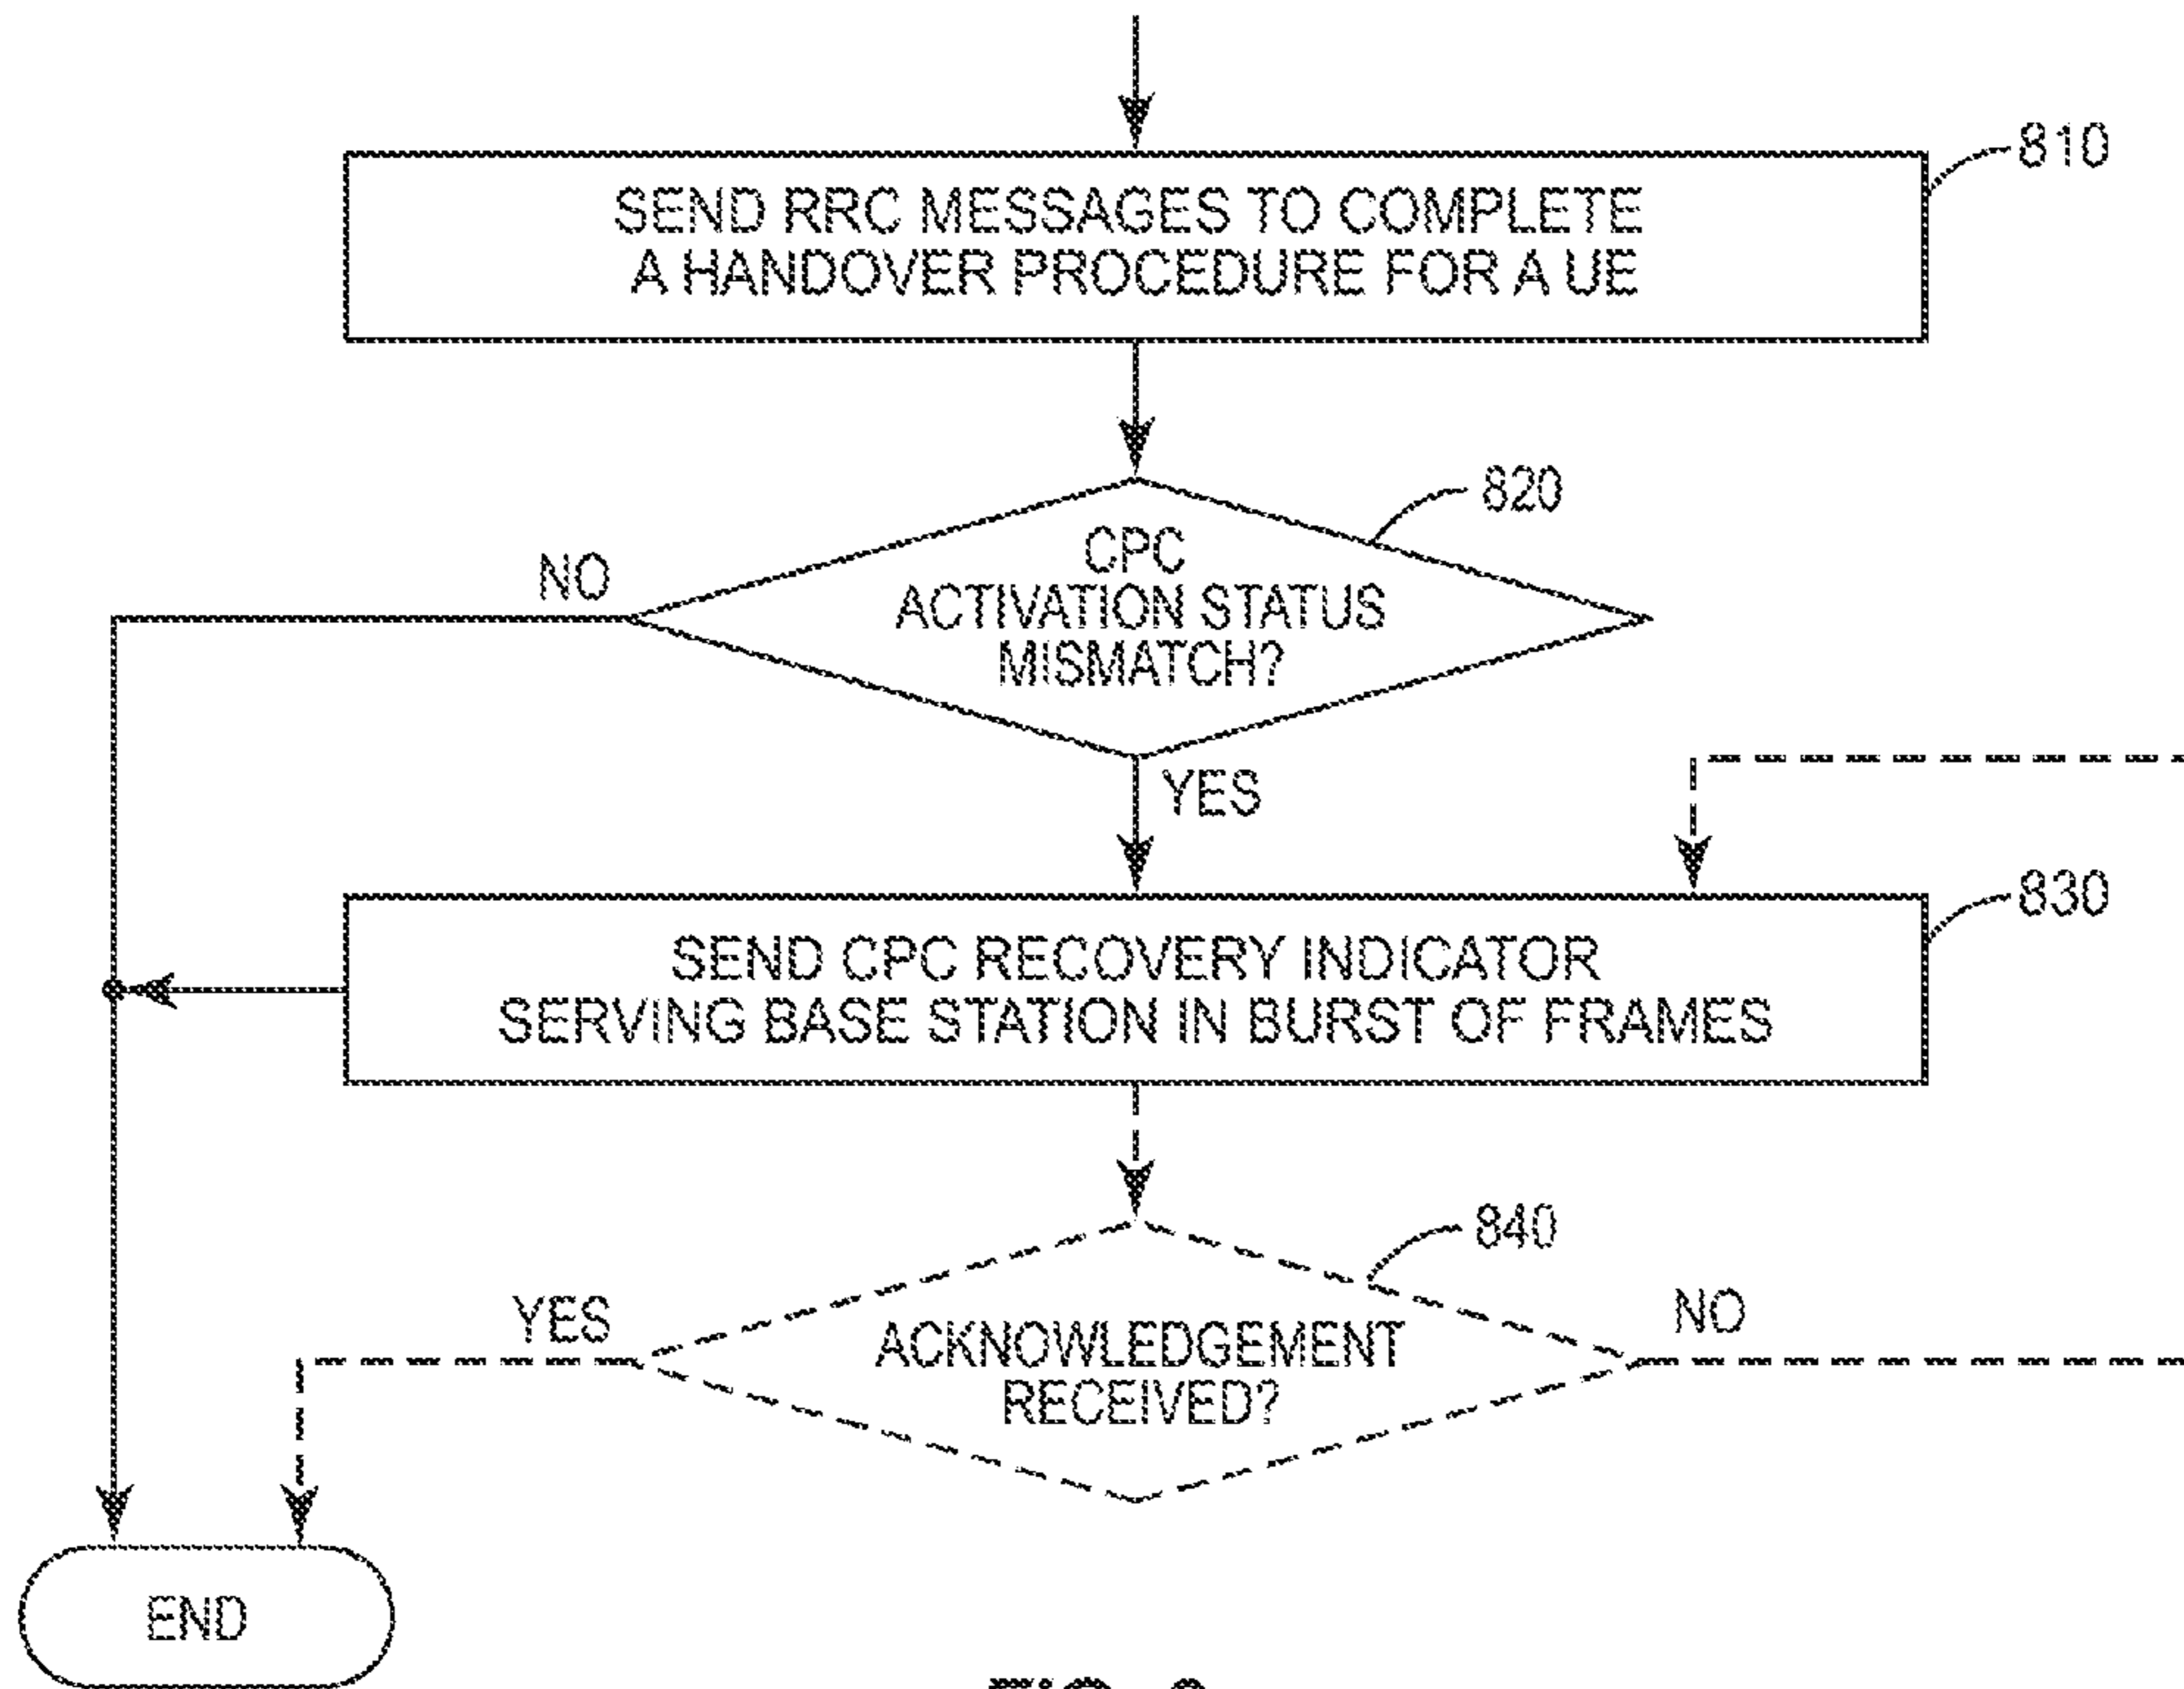 810
SEND RRC MESSAGES TO COMPLETE
A HANDOVER PROCEDURE FOR A UE
820
CPC
ACTIVATION STATUS
MISMATCH?
NO
YES
830
SEND CPC RECOVERY INDICATOR
SERVING BASE STATION IN BURST OF FRAMES
840
YES
ACKNOWLEDGEMENT
RECEIVED?
NO
END